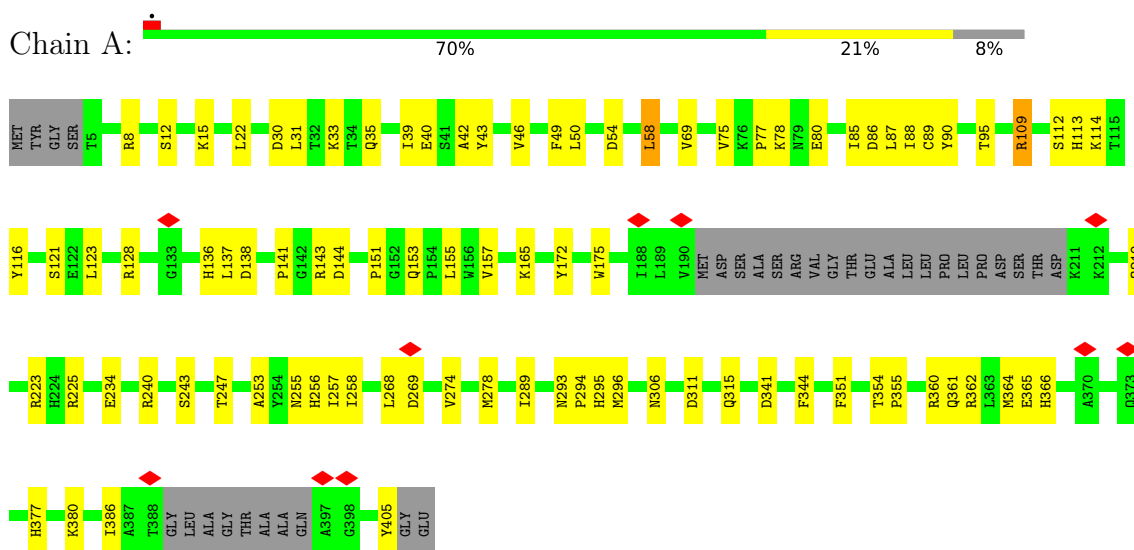 Chain A:
70% 21% 8%
MET TYR GLY SER T5 R8 S12 K15 L22 D30 L31 T32 K33 T34 Q35 I39 E40 S41 A42 Y43 V46 F49 L50 D54 L58 V69 V75 K76 P77 K78 N79 E80 I85 D86 L87 I88 C89 Y90 T95 R109 S112 H113 K114 T115
Y116 S121 E122 L123 R128 G133 H136 L137 D138 P141 G142 R143 D144 P151 G152 Q153 P154 L155 W156 V157 K165 Y172 W175 I188 L189 V190 MET ASP SER ALA SER ARG VAL GLY THR GLU ALA LEU LEU PRO LEU PRO ASP SER THR ASP K211 K212
R223 H224 R225 E234 R240 S243 T247 A253 Y254 N255 H256 I257 I258 L268 D269 V274 M278 I289 N293 P294 H295 M296 N306 D311 Q315 D341 F344 F351 T354 P355 R360 Q361 R362 L363 M364 E365 H366 A370 Q373
H377 K380 I386 A387 T388 GLY LEU ALA GLY THR ALA ALA GLN A397 G398 Y405 GLY GLU